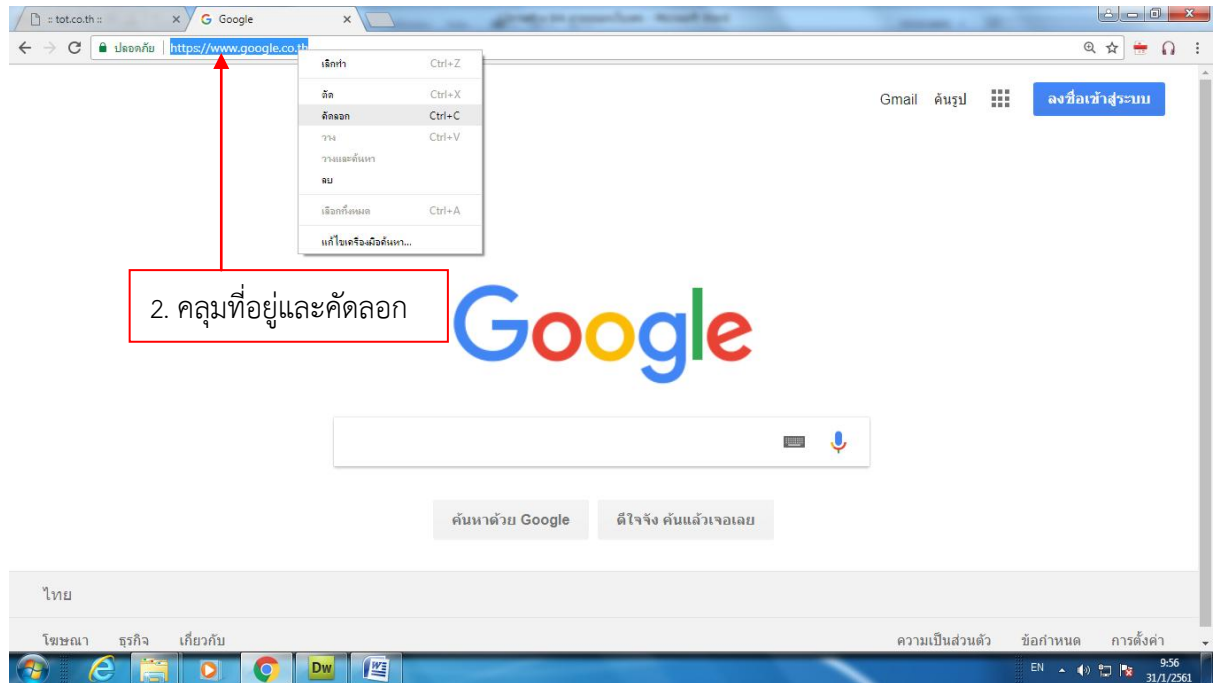 :: tot.co.th ::
Google
ปลอดภัย | https://www.google.co.th
เลิกทำ Ctrl+Z
ตัด Ctrl+X
คัดลอก Ctrl+C
วาง Ctrl+V
วางและค้นหา
ลบ
เลือกทั้งหมด Ctrl+A
แก้ไขเครื่องมือค้นหา...
Gmail ค้นรูป ลงชื่อเข้าสู่ระบบ
2. คลุมที่อยู่และคัดลอก
Google
ค้นหาด้วย Google ดีใจจัง ค้นแล้วเจอเลย
ไทย
โฆษณา ธุรกิจ เกี่ยวกับ ความเป็นส่วนตัว ข้อกำหนด การตั้งค่า
Dw
W
EN 9:56
31/1/2561